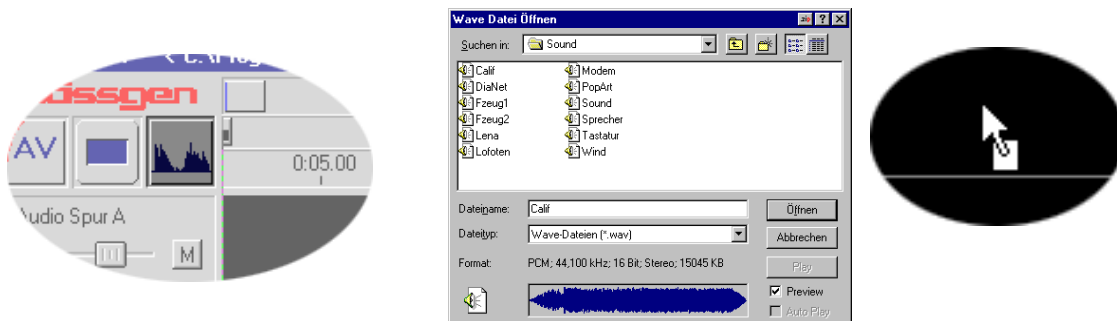 AV
0:05.00
Audio Spur A
M
Wave Datei Öffnen
Suchen in: Sound
Calif
DiaNet
Fzeug1
Fzeug2
Lena
Lofoten
Modem
PopArt
Sound
Sprecher
Tastatur
Wind
Dateiname: Calif Öffnen
Dateityp: Wave-Dateien (*.wav) Abbrechen
Format: PCM; 44,100 kHz; 16 Bit; Stereo; 15045 KB Play
Preview
Auto Play